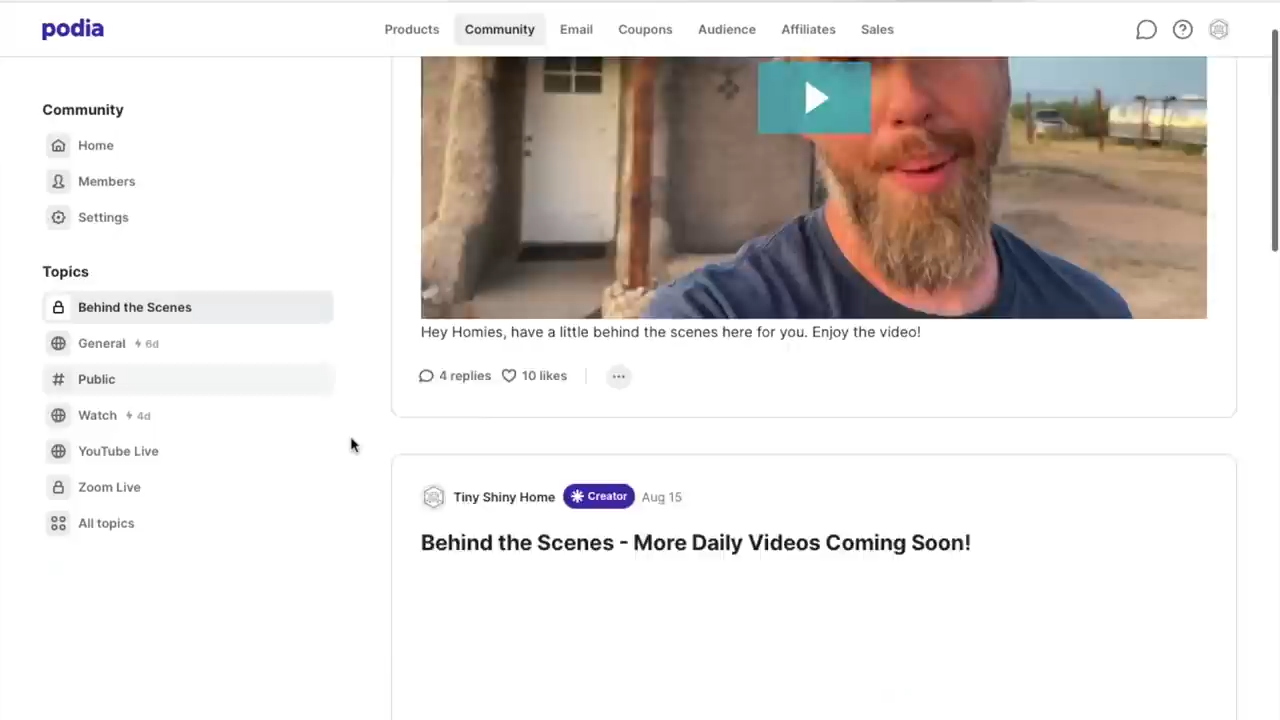 podia
Products Community Email Coupons Audience Affiliates Sales
Community
Home
Members
Settings
Topics
Behind the Scenes
General 6d
Public
Watch 4d
YouTube Live
Zoom Live
All topics
Hey Homies, have a little behind the scenes here for you. Enjoy the video!
4 replies 10 likes
Tiny Shiny Home Creator Aug 15
Behind the Scenes - More Daily Videos Coming Soon!